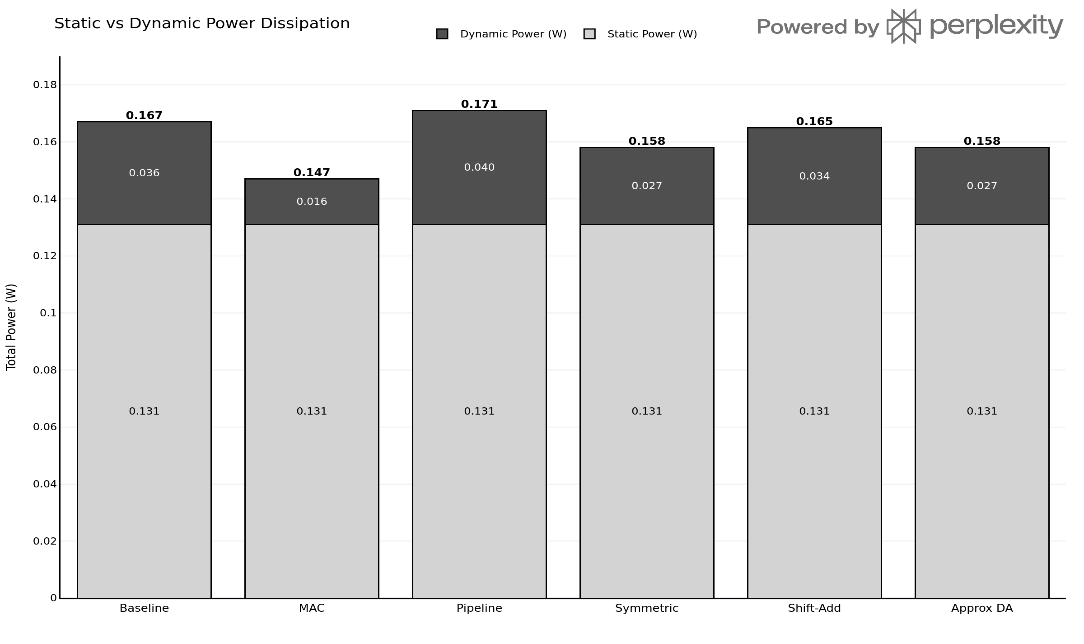 Static vs Dynamic Power Dissipation
Dynamic Power (W)
Static Power (W)
Powered by perplexity
Total Power (W)
0.18
0.16
0.14
0.12
0.1
0.08
0.06
0.04
0.02
0
0.167
0.147
0.171
0.158
0.165
0.158
0.036
0.016
0.040
0.027
0.034
0.027
0.131
0.131
0.131
0.131
0.131
0.131
Baseline
MAC
Pipeline
Symmetric
Shift-Add
Approx DA